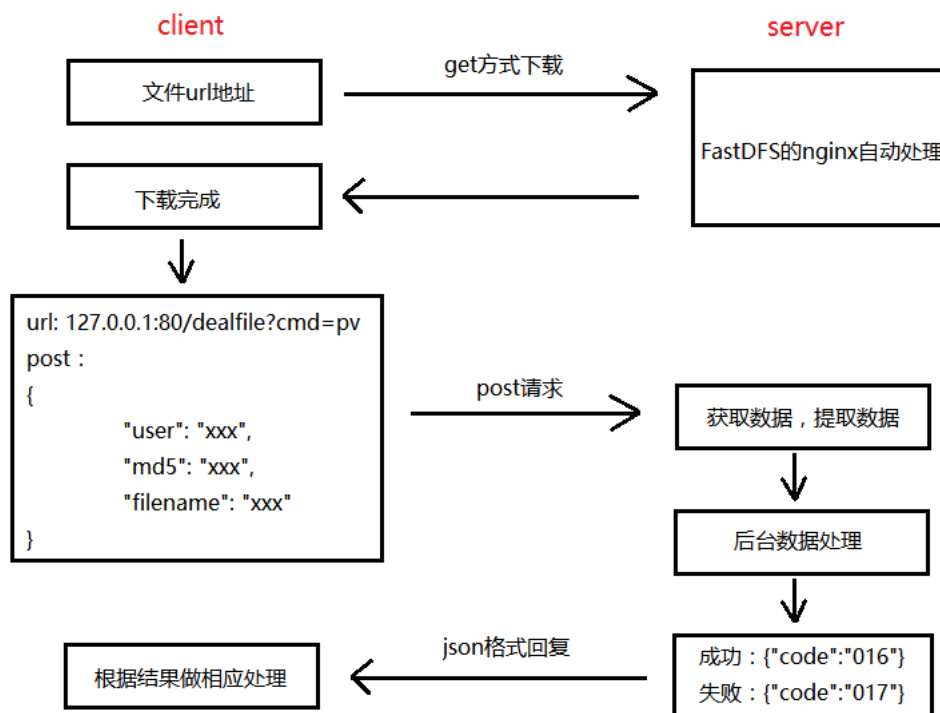 client
server
文件url地址
get方式下载
FastDFS的nginx自动处理
下载完成
url: 127.0.0.1:80/dealfile?cmd=pv
post：
{
"user": "xxx",
"md5": "xxx",
"filename": "xxx"
}
post请求
获取数据，提取数据
后台数据处理
成功：{"code":"016"}
失败：{"code":"017"}
json格式回复
根据结果做相应处理